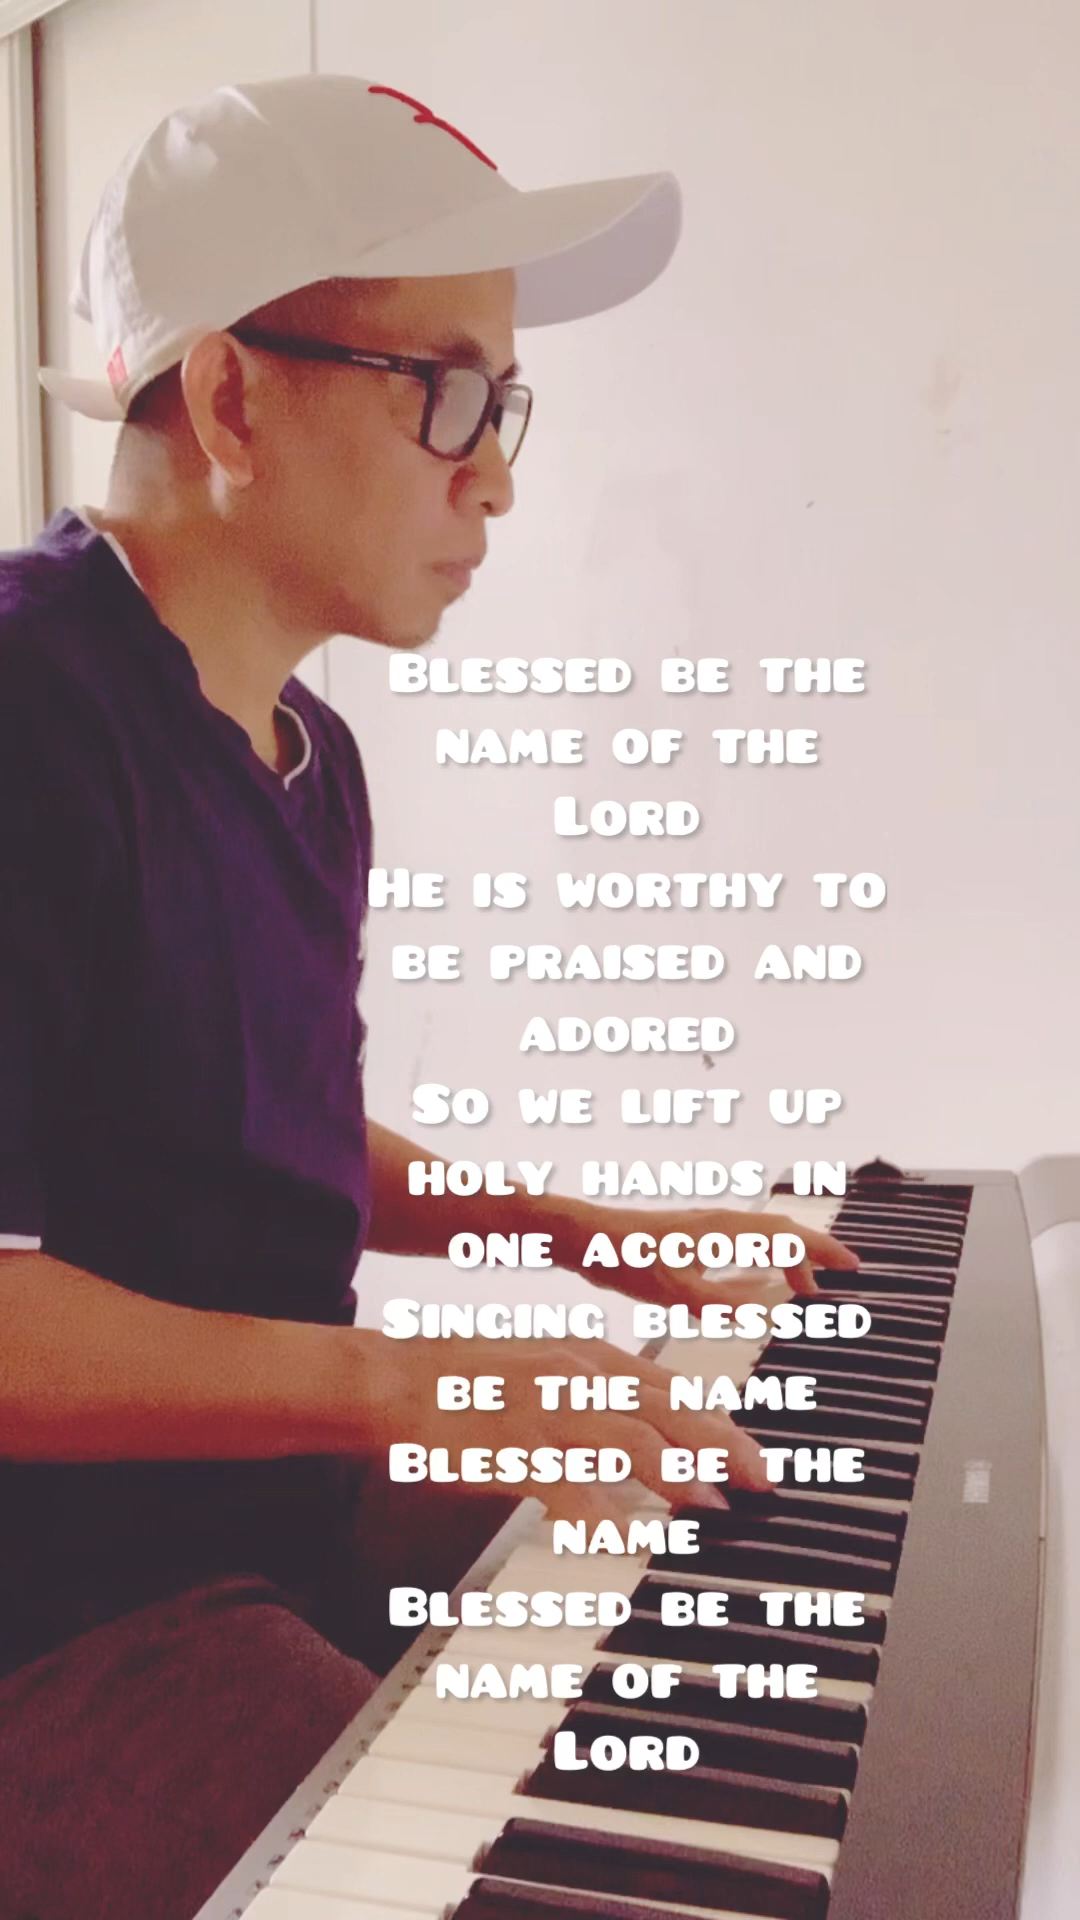 Blessed be the
name of the
Lord
He is worthy to
be praised and
adored
So we lift up
holy hands in
one accord
Singing blessed
be the name
Blessed be the
name
Blessed be the
name of the
Lord